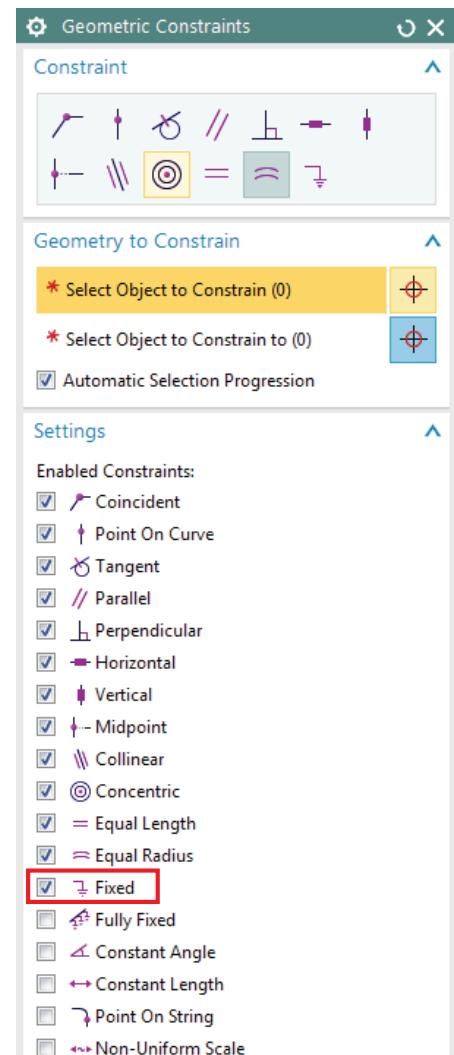 Geometric Constraints
Constraint
Geometry to Constrain
* Select Object to Constrain (0)
* Select Object to Constrain to (0)
Automatic Selection Progression
Settings
Enabled Constraints:
Coincident
Point On Curve
Tangent
Parallel
Perpendicular
Horizontal
Vertical
Midpoint
Collinear
Concentric
Equal Length
Equal Radius
Fixed
Fully Fixed
Constant Angle
Constant Length
Point On String
Non-Uniform Scale